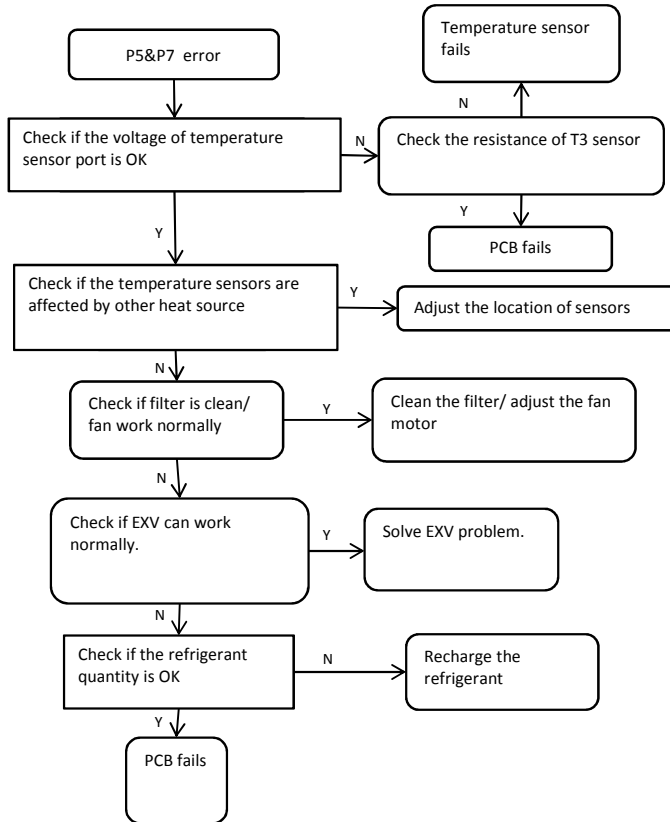 Temperature sensor
fails
P5&P7 error
N
Check if the voltage of temperature
sensor port is OK
N
Check the resistance of T3 sensor
Y
Y
PCB fails
Check if the temperature sensors are
affected by other heat source
Y
Adjust the location of sensors
N
Check if filter is clean/
fan work normally
Y
Clean the filter/ adjust the fan
motor
N
Check if EXV can work
normally.
Y
Solve EXV problem.
N
Check if the refrigerant
quantity is OK
N
Recharge the
refrigerant
Y
PCB fails